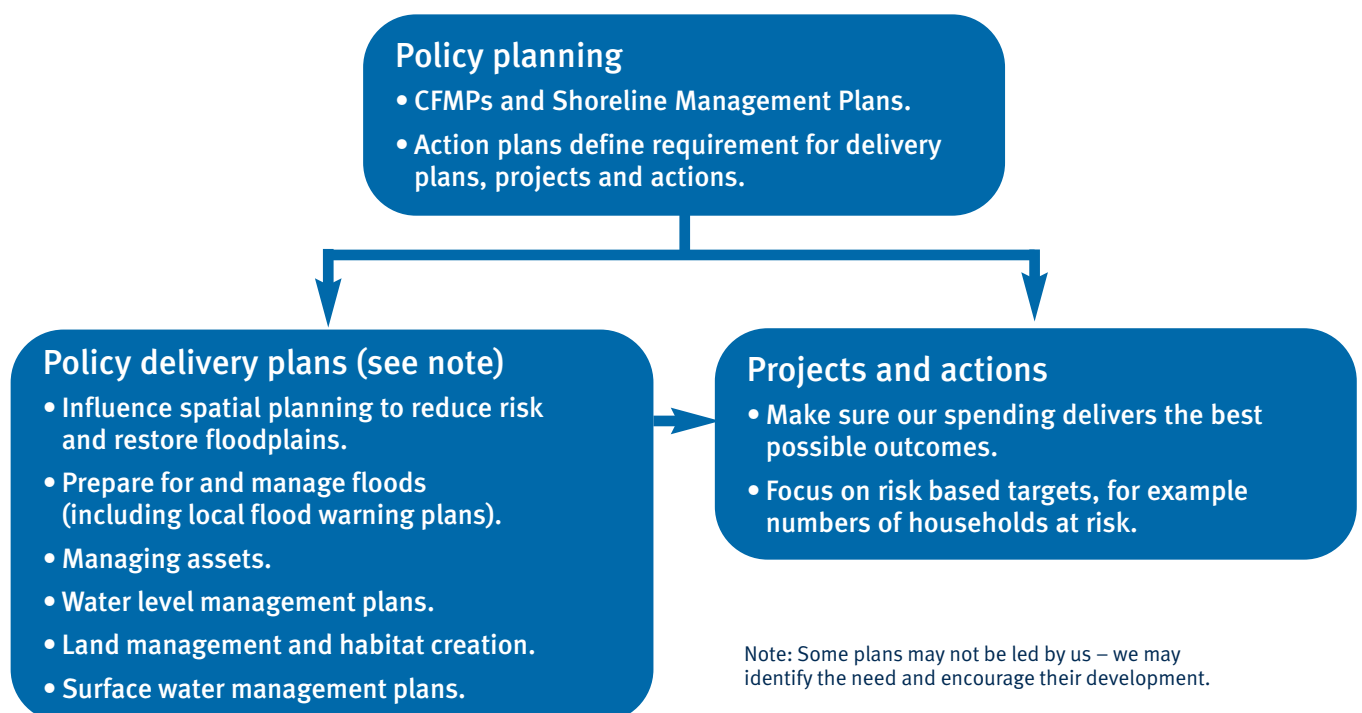 Policy planning
• CFMPs and Shoreline Management Plans.
• Action plans define requirement for delivery
plans, projects and actions.
Policy delivery plans (see note)
• Influence spatial planning to reduce risk
and restore floodplains.
• Prepare for and manage floods
(including local flood warning plans).
• Managing assets.
• Water level management plans.
• Land management and habitat creation.
• Surface water management plans.
Projects and actions
• Make sure our spending delivers the best
possible outcomes.
• Focus on risk based targets, for example
numbers of households at risk.
Note: Some plans may not be led by us – we may
identify the need and encourage their development.